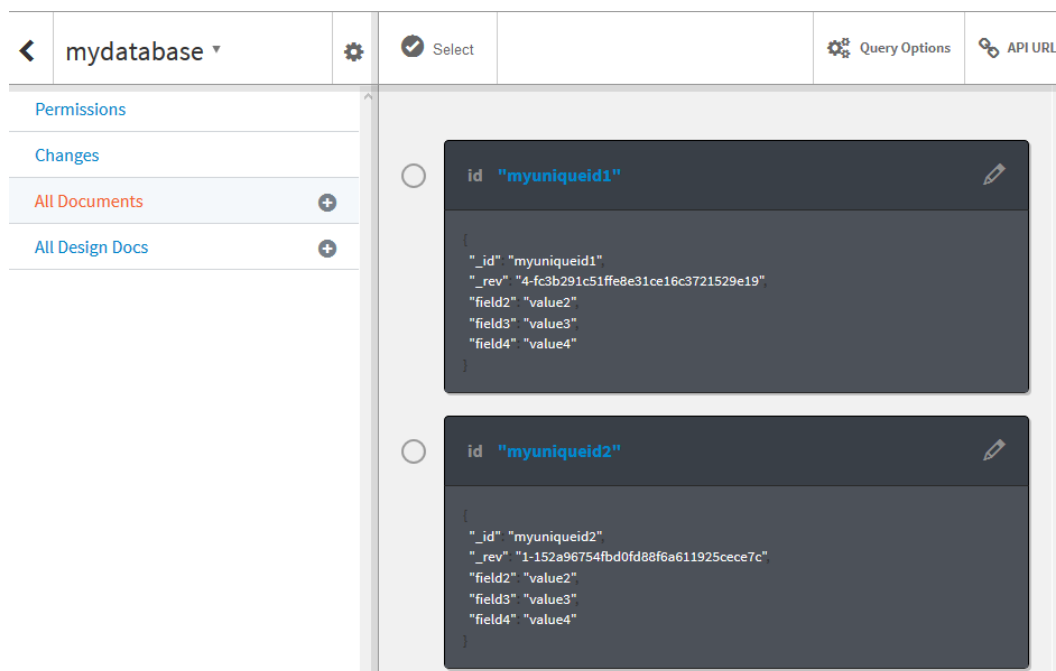 mydatabase
Select
Query Options
API URL
Permissions
Changes
All Documents
All Design Docs
id "myuniqueid1"
{
"_id": "myuniqueid1",
"_rev": "4-fc3b291c51ffe8e31ce16c3721529e19",
"field2": "value2",
"field3": "value3",
"field4": "value4"
}
id "myuniqueid2"
{
"_id": "myuniqueid2",
"_rev": "1-152a96754fbd0fd88f6a611925cece7c",
"field2": "value2",
"field3": "value3",
"field4": "value4"
}